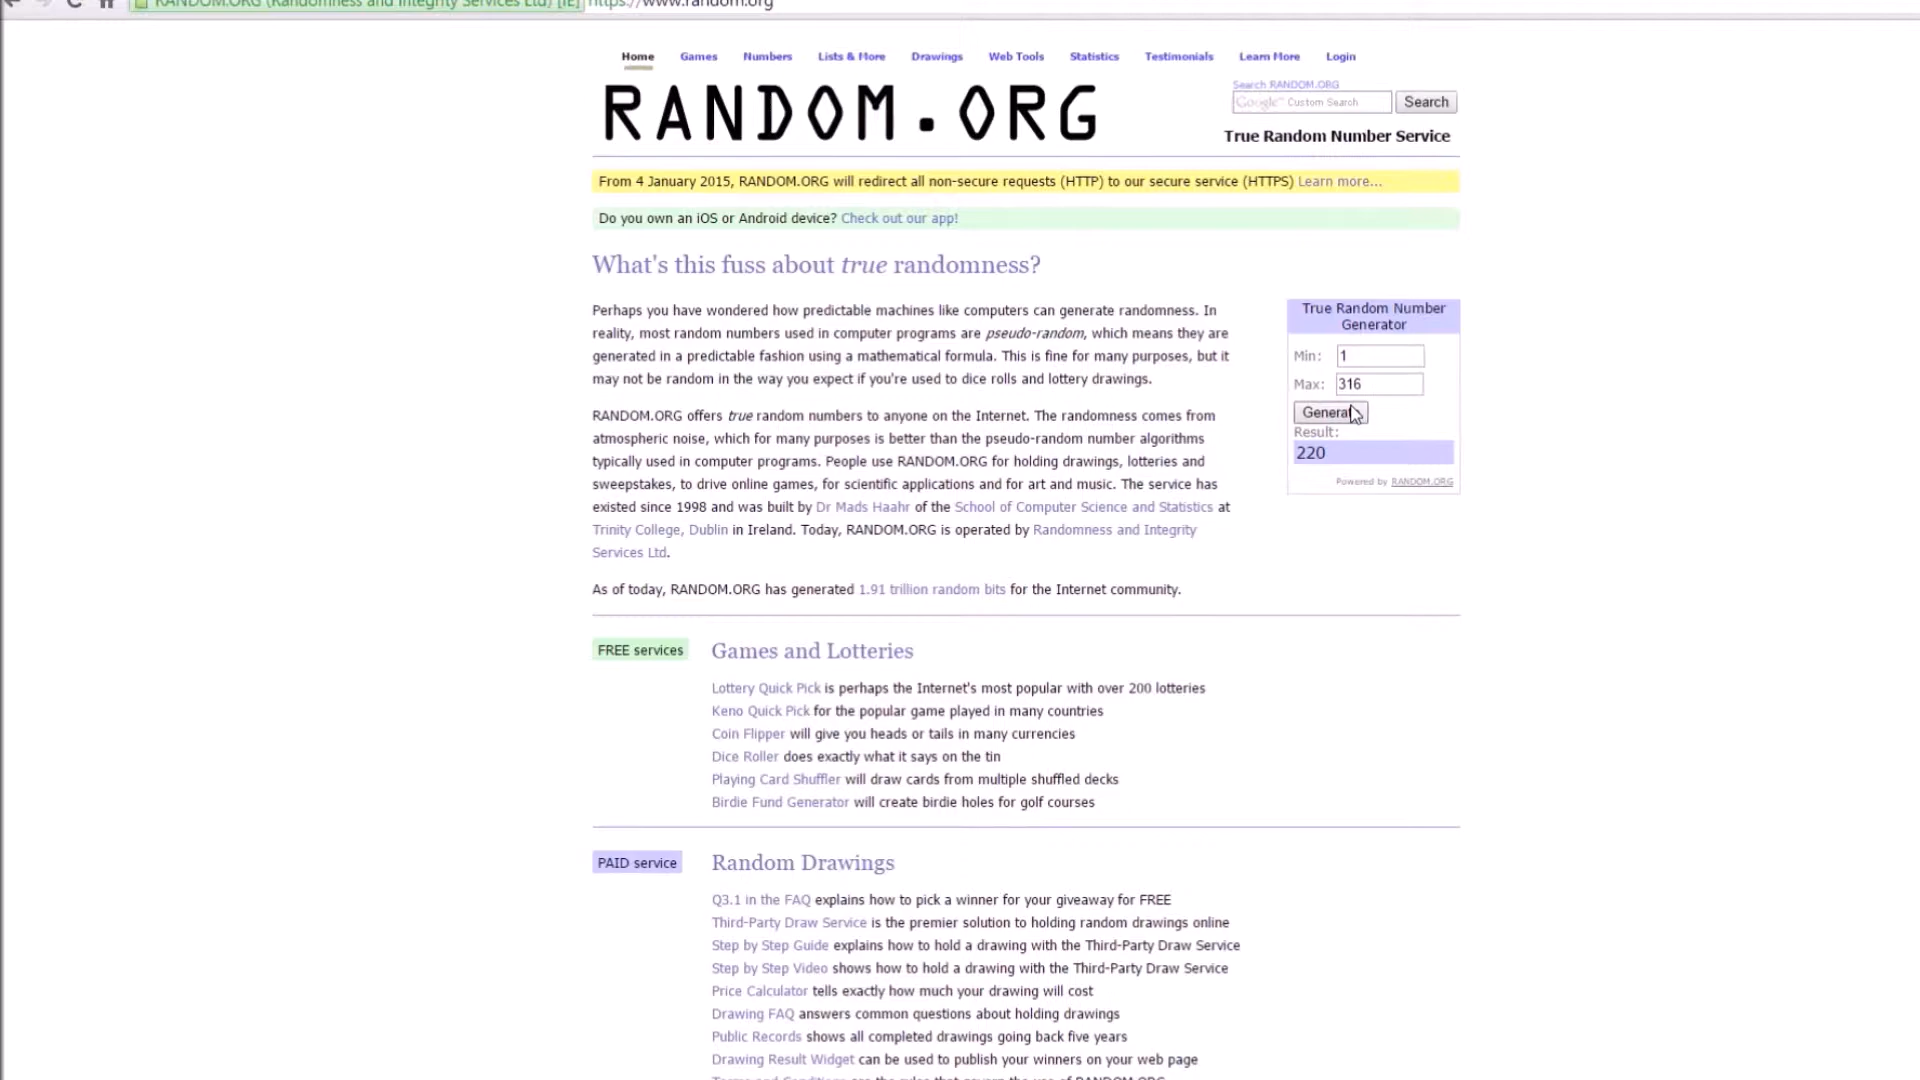 RANDOM.ORG (Randomness and Integrity Services Ltd) [IE] https://www.random.org
Home Games Numbers Lists & More Drawings Web Tools Statistics Testimonials Learn More Login
RANDOM.ORG
Search RANDOM.ORG
Google™ Custom Search Search
True Random Number Service
From 4 January 2015, RANDOM.ORG will redirect all non-secure requests (HTTP) to our secure service (HTTPS) Learn more...
Do you own an iOS or Android device? Check out our app!
What's this fuss about true randomness?
Perhaps you have wondered how predictable machines like computers can generate randomness. In
reality, most random numbers used in computer programs are pseudo-random, which means they are
generated in a predictable fashion using a mathematical formula. This is fine for many purposes, but it
may not be random in the way you expect if you're used to dice rolls and lottery drawings.
RANDOM.ORG offers true random numbers to anyone on the Internet. The randomness comes from
atmospheric noise, which for many purposes is better than the pseudo-random number algorithms
typically used in computer programs. People use RANDOM.ORG for holding drawings, lotteries and
sweepstakes, to drive online games, for scientific applications and for art and music. The service has
existed since 1998 and was built by Dr Mads Haahr of the School of Computer Science and Statistics at
Trinity College, Dublin in Ireland. Today, RANDOM.ORG is operated by Randomness and Integrity
Services Ltd.
As of today, RANDOM.ORG has generated 1.91 trillion random bits for the Internet community.
True Random Number
Generator
Min: 1
Max: 316
Generat
Result:
220
Powered by RANDOM.ORG
FREE services
Games and Lotteries
Lottery Quick Pick is perhaps the Internet's most popular with over 200 lotteries
Keno Quick Pick for the popular game played in many countries
Coin Flipper will give you heads or tails in many currencies
Dice Roller does exactly what it says on the tin
Playing Card Shuffler will draw cards from multiple shuffled decks
Birdie Fund Generator will create birdie holes for golf courses
PAID service
Random Drawings
Q3.1 in the FAQ explains how to pick a winner for your giveaway for FREE
Third-Party Draw Service is the premier solution to holding random drawings online
Step by Step Guide explains how to hold a drawing with the Third-Party Draw Service
Step by Step Video shows how to hold a drawing with the Third-Party Draw Service
Price Calculator tells exactly how much your drawing will cost
Drawing FAQ answers common questions about holding drawings
Public Records shows all completed drawings going back five years
Drawing Result Widget can be used to publish your winners on your web page
Terms and Conditions are the rules that govern the use of RANDOM.ORG